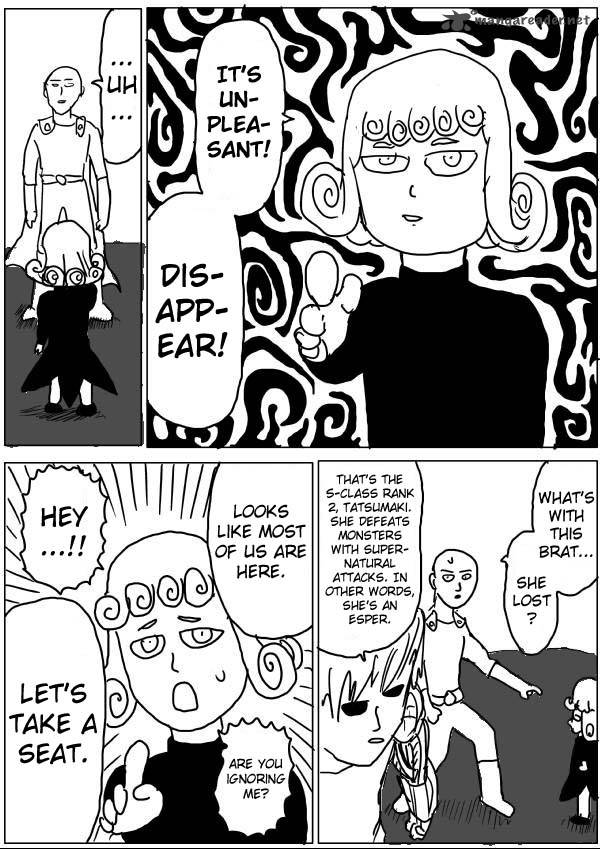 mangareader.net
IT'S
UN-
PLEA-
SANT!
DIS-
APP-
EAR!
...
UH
...
WHAT'S
WITH
THIS
BRAT...
SHE
LOST
?
THAT'S THE
S-CLASS RANK
2, TATSUMAKI.
SHE DEFEATS
MONSTERS
WITH SUPER-
NATURAL
ATTACKS. IN
OTHER WORDS,
SHE'S AN
ESPER.
LOOKS
LIKE MOST
OF US ARE
HERE.
HEY
...!!
ARE YOU
IGNORING
ME?
LET'S
TAKE A
SEAT.